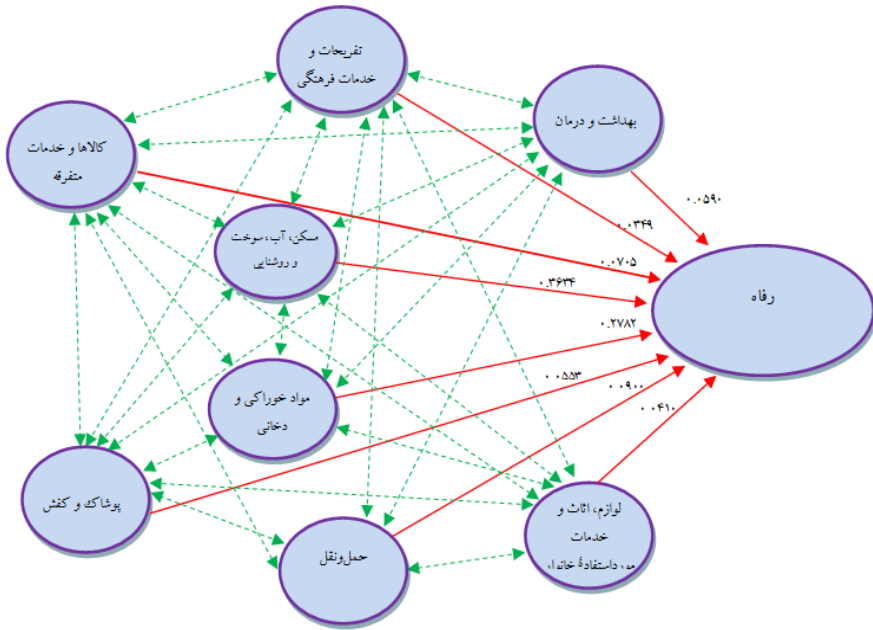 تفریحات و
خدمات فرهنگی
بهداشت و درمان
کالاها و خدمات
متفرقه
۰.۰۵۹۰
۰.۰۳۴۹
مسکن، آب، سوخت
و روشنایی
۰.۰۷۰۵
۰.۳۶۳۴
رفاه
۰.۲۷۸۲
۰.۰۵۵۳
مواد خوراکی و
دخانی
۰.۰۹۰۰
۰.۰۴۱۰
پوشاک و کفش
لوازم، اثاث و
خدمات
مورداستفادهٔ خانوار
حمل‌ونقل